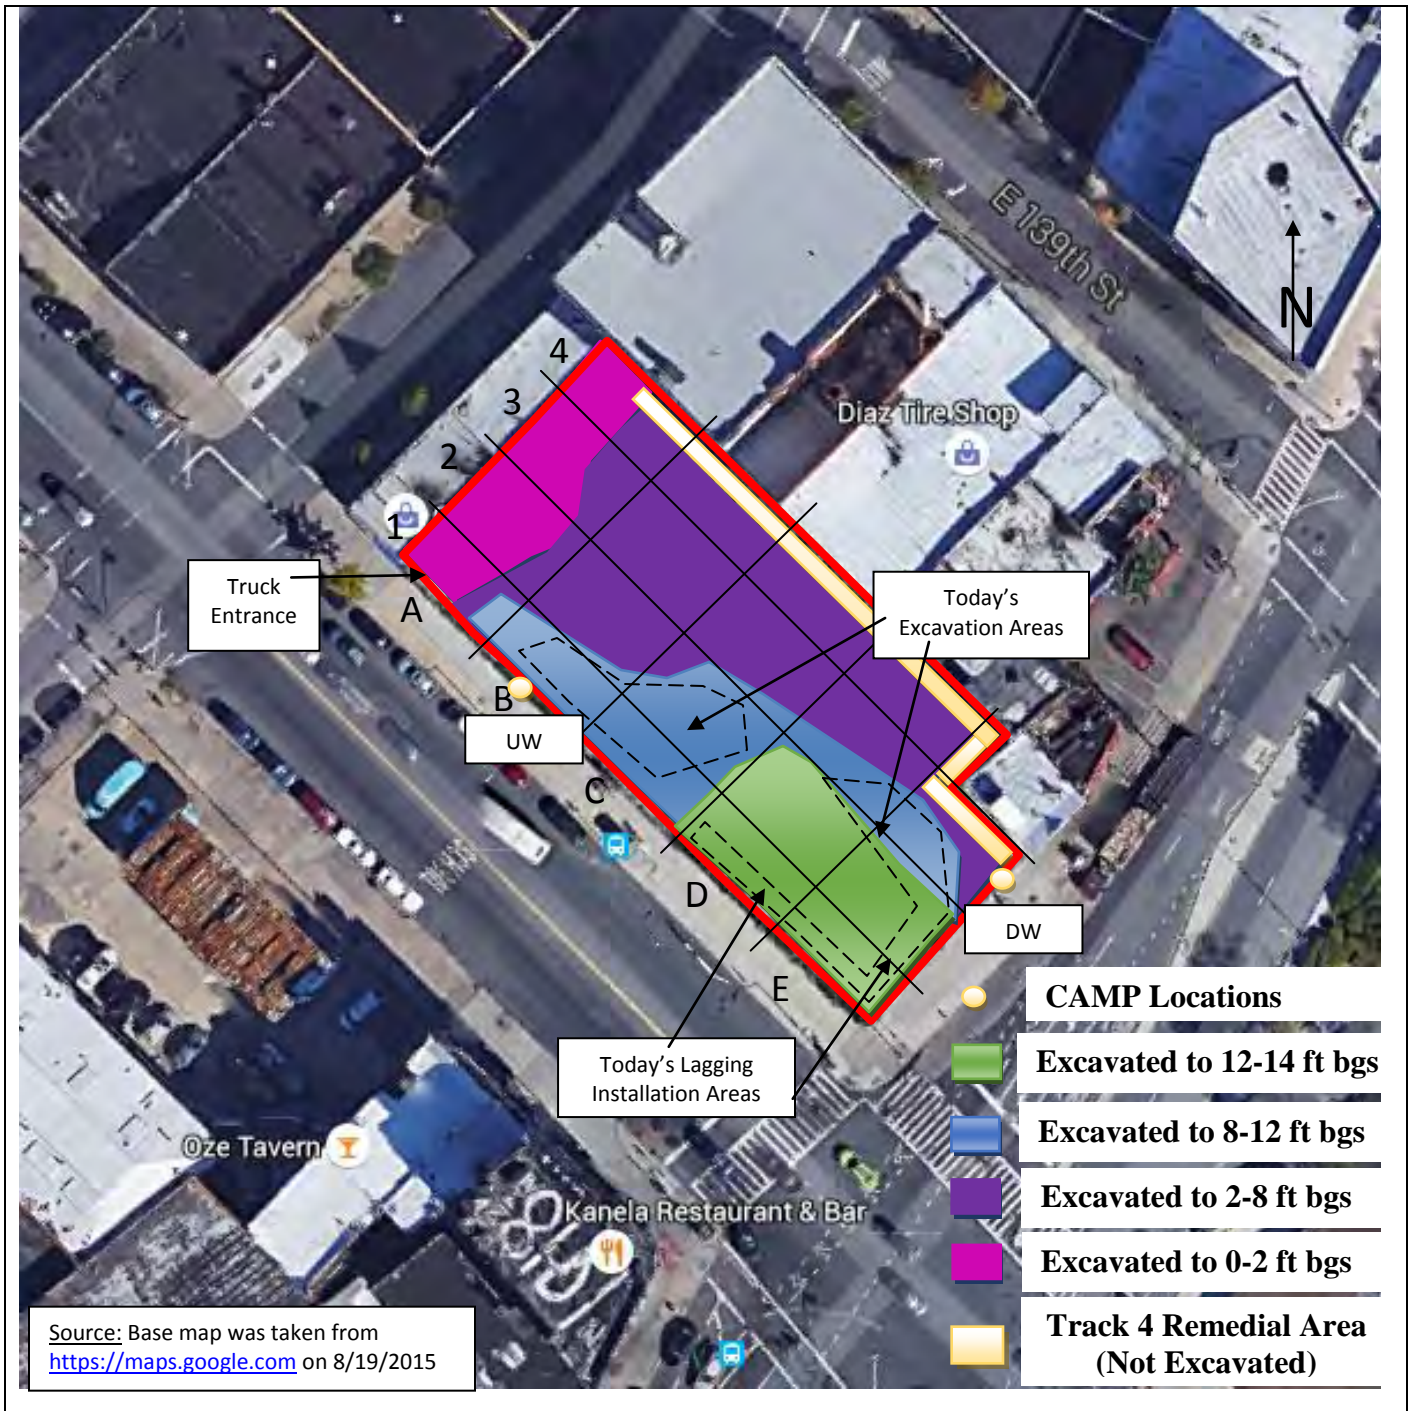 E 139th St
N
4
3
Diaz Tire Shop
2
1
Truck
Entrance
Today's
Excavation Areas
A
B
UW
C
D
DW
E
CAMP Locations
Excavated to 12-14 ft bgs
Today's Lagging
Installation Areas
Excavated to 8-12 ft bgs
Oze Tavern
Excavated to 2-8 ft bgs
Kanela Restaurant & Bar
Excavated to 0-2 ft bgs
Track 4 Remedial Area
(Not Excavated)
Source: Base map was taken from
https://maps.google.com on 8/19/2015